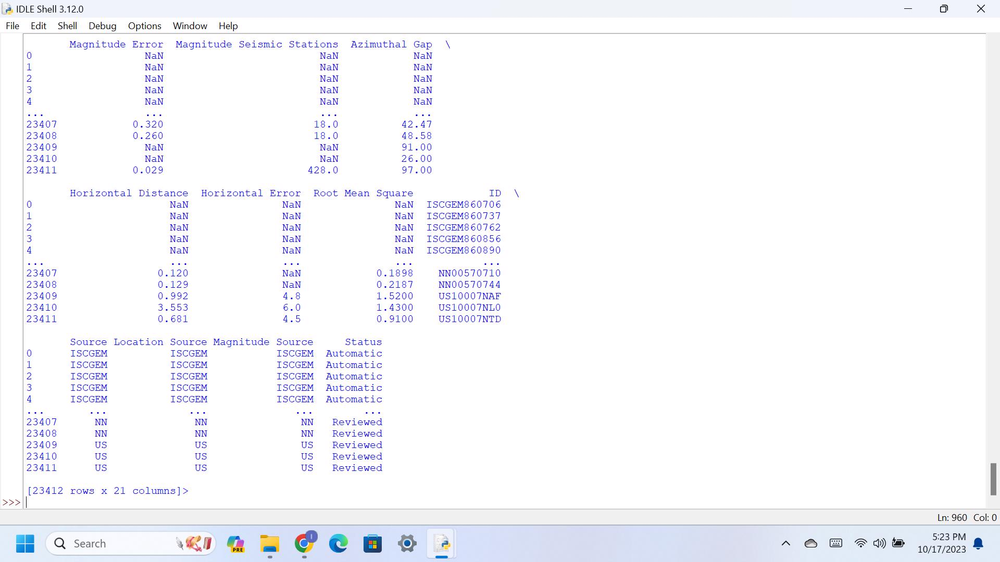 IDLE Shell 3.12.0
File Edit Shell Debug Options Window Help
Magnitude Error Magnitude Seismic Stations Azimuthal Gap \
0 NaN NaN NaN
1 NaN NaN NaN
2 NaN NaN NaN
3 NaN NaN NaN
4 NaN NaN NaN
... ... ... ...
23407 0.320 18.0 42.47
23408 0.260 18.0 48.58
23409 NaN NaN 91.00
23410 NaN NaN 26.00
23411 0.029 428.0 97.00
Horizontal Distance Horizontal Error Root Mean Square ID \
0 NaN NaN NaN ISCGEM860706
1 NaN NaN NaN ISCGEM860737
2 NaN NaN NaN ISCGEM860762
3 NaN NaN NaN ISCGEM860856
4 NaN NaN NaN ISCGEM860890
... ... ... ... ...
23407 0.120 NaN 0.1898 NN00570710
23408 0.129 NaN 0.2187 NN00570744
23409 0.992 4.8 1.5200 US10007NAF
23410 3.553 6.0 1.4300 US10007NL0
23411 0.681 4.5 0.9100 US10007NTD
Source Location Source Magnitude Source Status
0 ISCGEM ISCGEM ISCGEM Automatic
1 ISCGEM ISCGEM ISCGEM Automatic
2 ISCGEM ISCGEM ISCGEM Automatic
3 ISCGEM ISCGEM ISCGEM Automatic
4 ISCGEM ISCGEM ISCGEM Automatic
... ... ... ... ...
23407 NN NN NN Reviewed
23408 NN NN NN Reviewed
23409 US US US Reviewed
23410 US US US Reviewed
23411 US US US Reviewed
[23412 rows x 21 columns]>
>>>
Ln: 960 Col: 0
Search
PRE
I
5:23 PM
10/17/2023